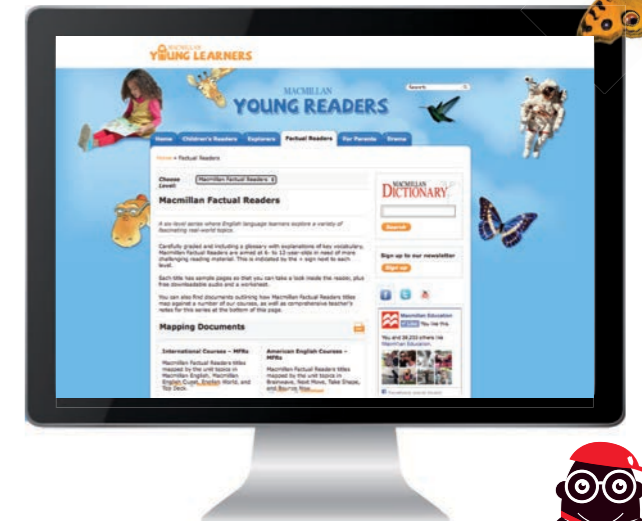 MACMILLAN
YOUNG LEARNERS
MACMILLAN
YOUNG READERS
Search
Home
Children's Readers
Explorers
Factual Readers
For Parents
Drama
Home » Factual Readers
Choose
Level:
Macmillan Factual Readers
Macmillan Factual Readers
A six-level series where English language learners explore a variety of
fascinating real-world topics.
Carefully graded and including a glossary with explanations of key vocabulary,
Macmillan Factual Readers are aimed at 6- to 12-year-olds in need of more
challenging reading material. This is indicated by the + sign next to each
level.
Each title has sample pages so that you can take a look inside the reader, plus
free downloadable audio and a worksheet.
You can also find documents outlining how Macmillan Factual Readers titles
map against a number of our courses, as well as comprehensive teacher's
notes for this series at the bottom of this page.
Mapping Documents
International Courses – MFRs
Macmillan Factual Readers titles
mapped by the unit topics in
Macmillan English, Macmillan
English Quest, English World, and
Top Deck.
American English Courses –
MFRs
Macmillan Factual Readers titles
mapped by the unit topics in
Brainwave, Next Move, Take Shape,
and Bounce Now.
MACMILLAN
DICTIONARY
Search
Sign up to our newsletter
Sign up
Macmillan Education
Like You like this.
You and 38,233 others like
Macmillan Education.